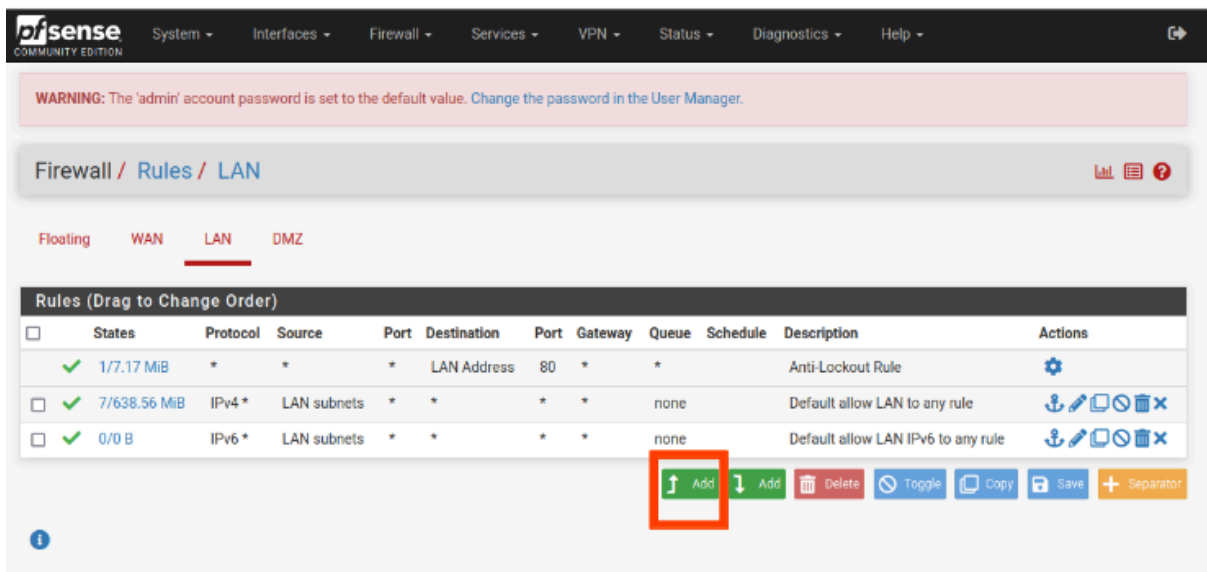 pfsense System Interfaces Firewall Services VPN Status Diagnostics Help
COMMUNITY EDITION
WARNING: The 'admin' account password is set to the default value. Change the password in the User Manager.
Firewall / Rules / LAN
Floating WAN LAN DMZ
Rules (Drag to Change Order)
States Protocol Source Port Destination Port Gateway Queue Schedule Description Actions
1/7.17 MiB * * * LAN Address 80 * * Anti-Lockout Rule
7/638.56 MiB IPv4 * LAN subnets * * * * none Default allow LAN to any rule
0/0 B IPv6 * LAN subnets * * * * none Default allow LAN IPv6 to any rule
Add Add Delete Toggle Copy Save Separator